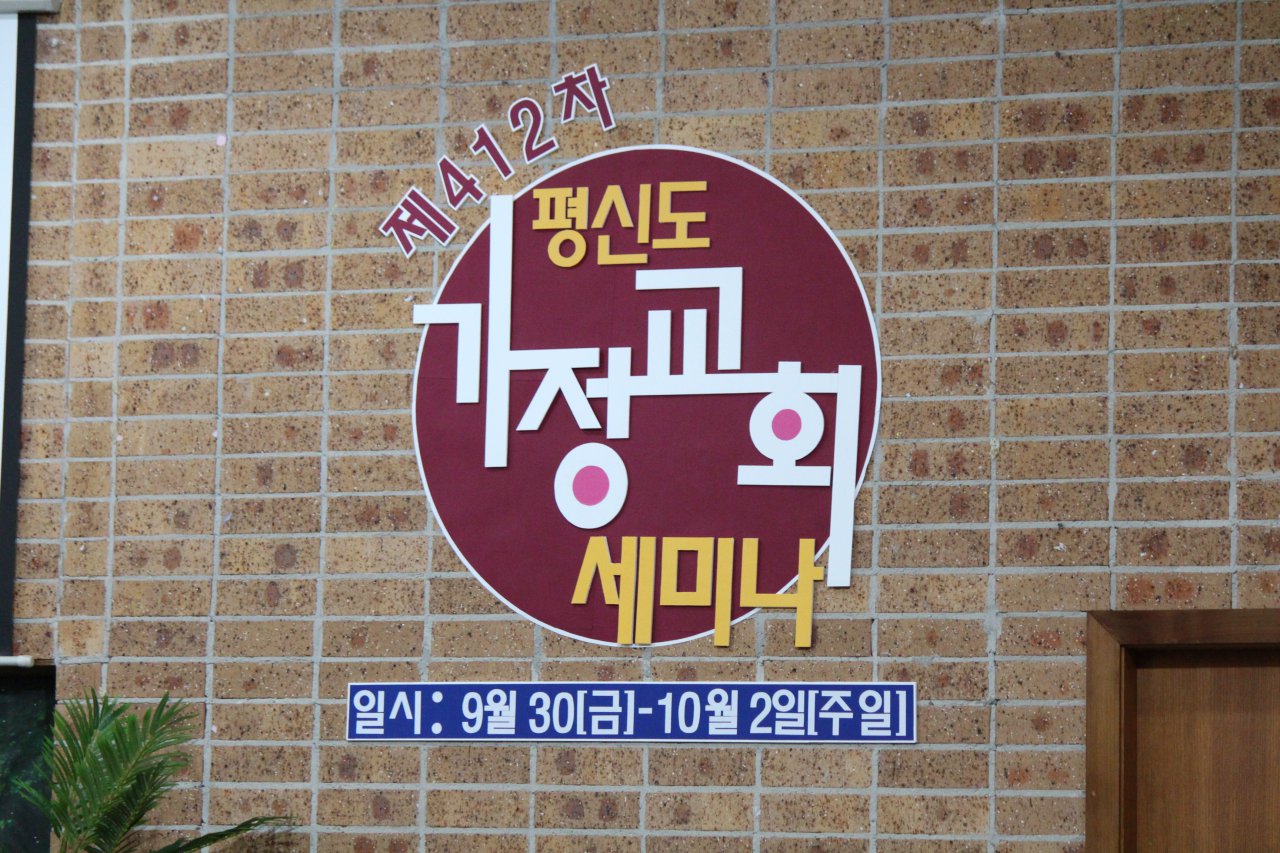 제412차
평신도
가정교회
세미나
일시: 9월 30[금]-10월 2일[주일]